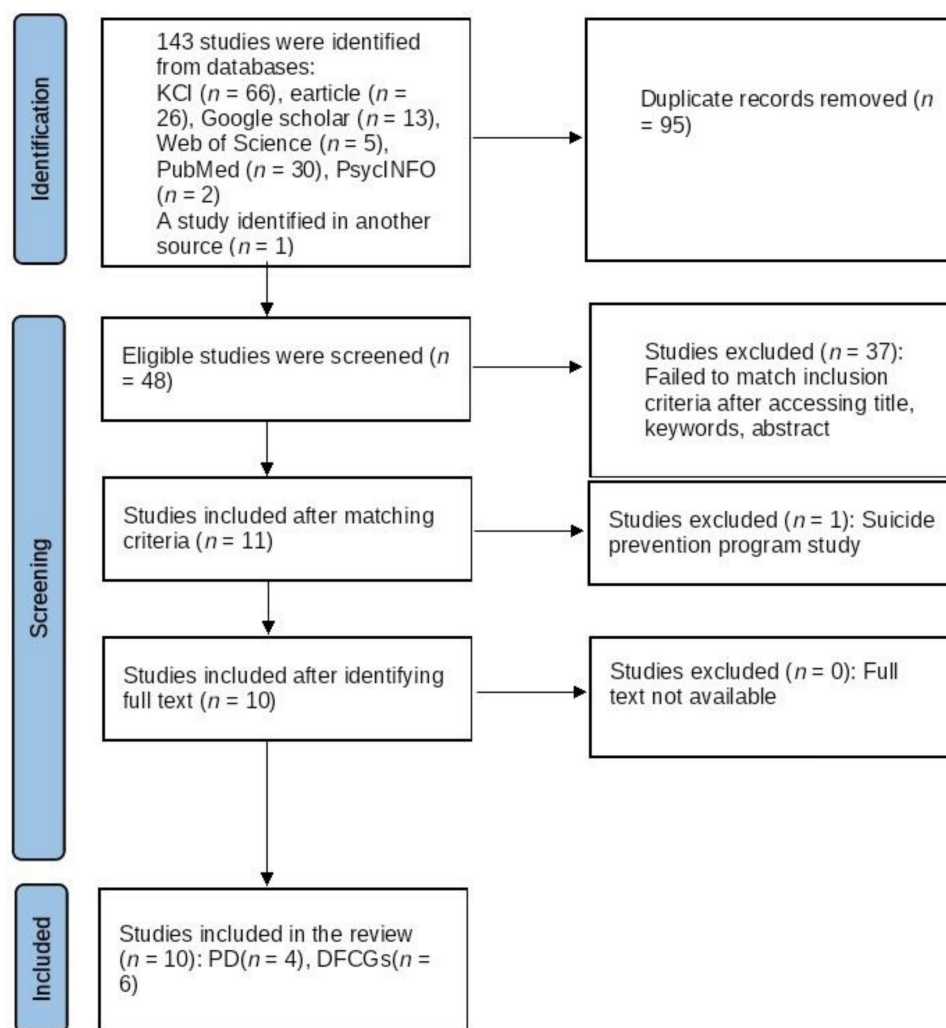 Identification
143 studies were identified
from databases:
KCI (n = 66), earticle (n =
26), Google scholar (n = 13),
Web of Science (n = 5),
PubMed (n = 30), PsycINFO
(n = 2)
A study identified in another
source (n = 1)
Duplicate records removed (n
= 95)
Screening
Eligible studies were screened (n
= 48)
Studies excluded (n = 37):
Failed to match inclusion
criteria after accessing title,
keywords, abstract
Studies included after matching
criteria (n = 11)
Studies excluded (n = 1): Suicide
prevention program study
Studies included after identifying
full text (n = 10)
Studies excluded (n = 0): Full
text not available
Included
Studies included in the review
(n = 10): PD(n = 4), DFCGs(n =
6)